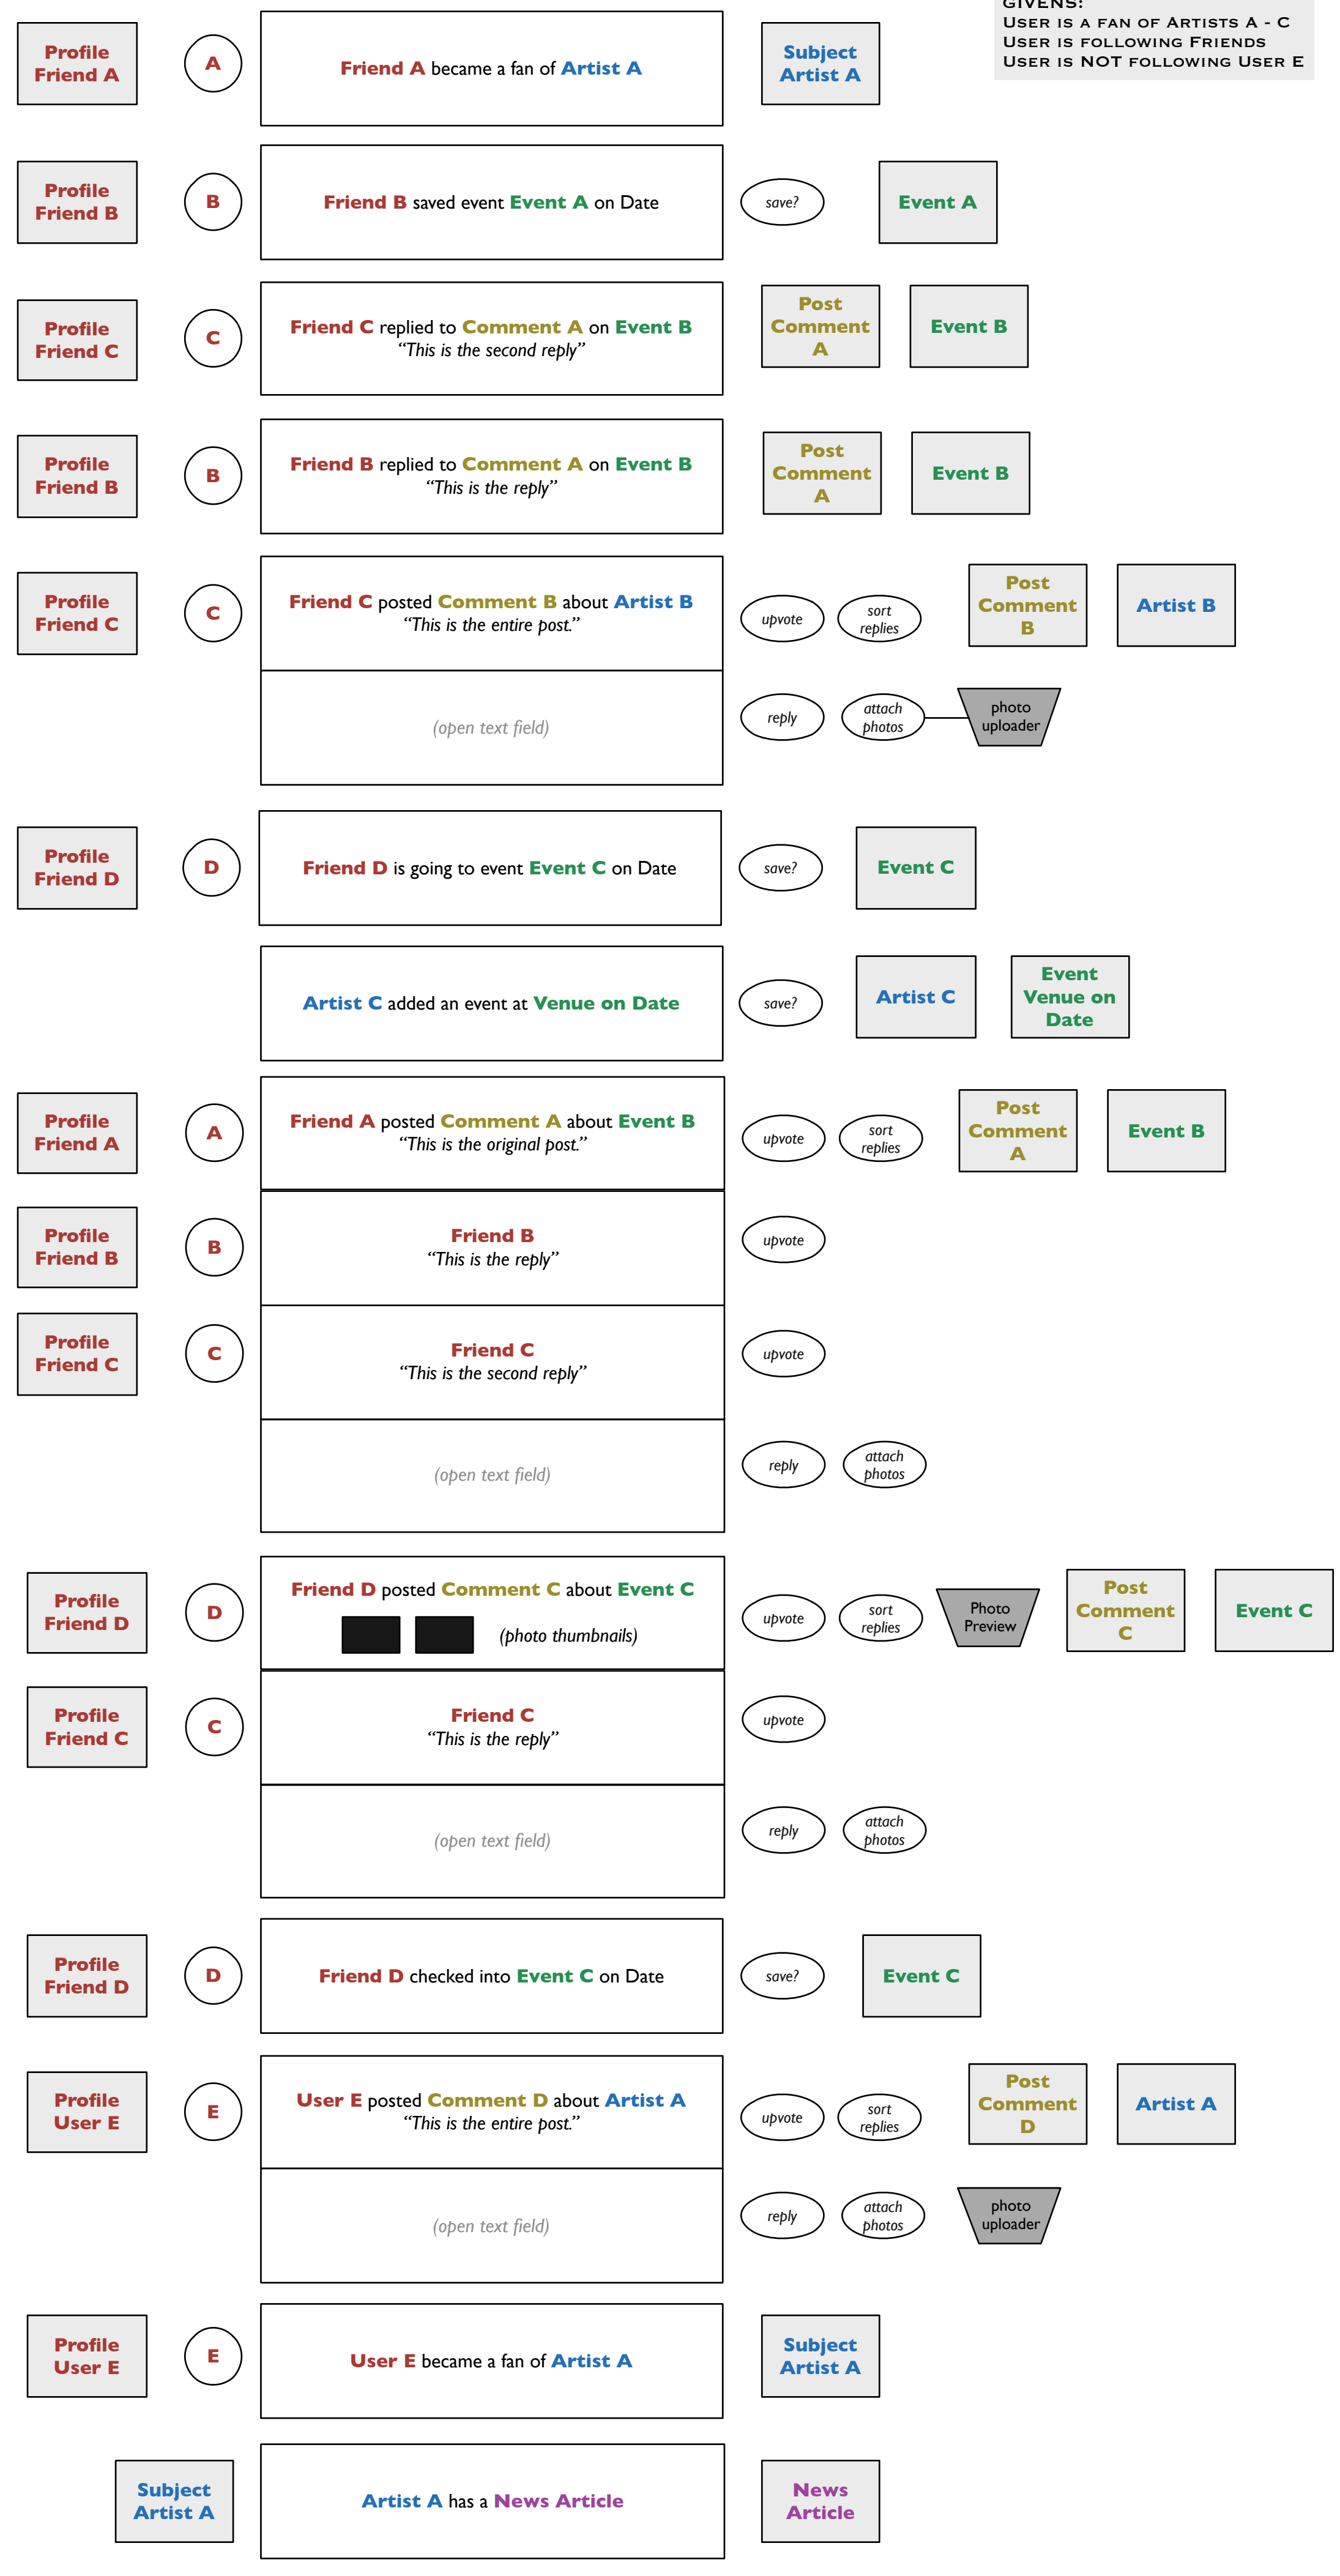 GIVENS:
User is a fan of Artists A - C
User is following Friends
User is NOT following User E
Profile
Friend A
A
Friend A became a fan of Artist A
Subject
Artist A
Profile
Friend B
B
Friend B saved event Event A on Date
save?
Event A
Profile
Friend C
C
Friend C replied to Comment A on Event B
“This is the second reply”
Post
Comment
A
Event B
Profile
Friend B
B
Friend B replied to Comment A on Event B
“This is the reply”
Post
Comment
A
Event B
Profile
Friend C
C
Friend C posted Comment B about Artist B
“This is the entire post.”
upvote
sort
replies
Post
Comment
B
Artist B
(open text field)
reply
attach
photos
photo
uploader
Profile
Friend D
D
Friend D is going to event Event C on Date
save?
Event C
Artist C added an event at Venue on Date
save?
Artist C
Event
Venue on
Date
Profile
Friend A
A
Friend A posted Comment A about Event B
“This is the original post.”
upvote
sort
replies
Post
Comment
A
Event B
Profile
Friend B
B
Friend B
“This is the reply”
upvote
Profile
Friend C
C
Friend C
“This is the second reply”
upvote
(open text field)
reply
attach
photos
Profile
Friend D
D
Friend D posted Comment C about Event C
(photo thumbnails)
upvote
sort
replies
Photo
Preview
Post
Comment
C
Event C
Profile
Friend C
C
Friend C
“This is the reply”
upvote
(open text field)
reply
attach
photos
Profile
Friend D
D
Friend D checked into Event C on Date
save?
Event C
Profile
User E
E
User E posted Comment D about Artist A
“This is the entire post.”
upvote
sort
replies
Post
Comment
D
Artist A
(open text field)
reply
attach
photos
photo
uploader
Profile
User E
E
User E became a fan of Artist A
Subject
Artist A
Subject
Artist A
Artist A has a News Article
News
Article